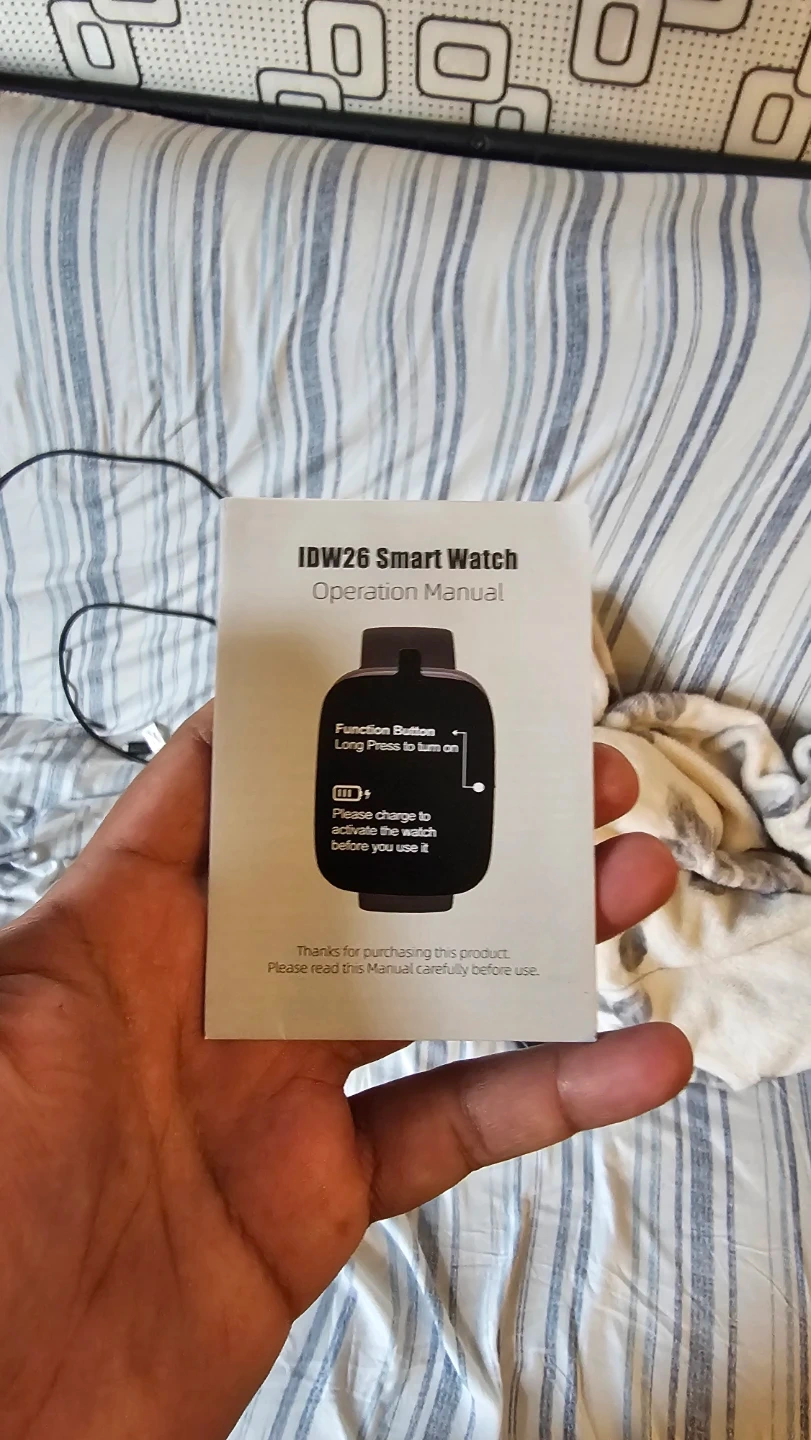 IDW26 Smart Watch
Operation Manual
Function Button
Long Press to turn on
Please charge to
activate the watch
before you use it
Thanks for purchasing this product.
Please read this Manual carefully before use.